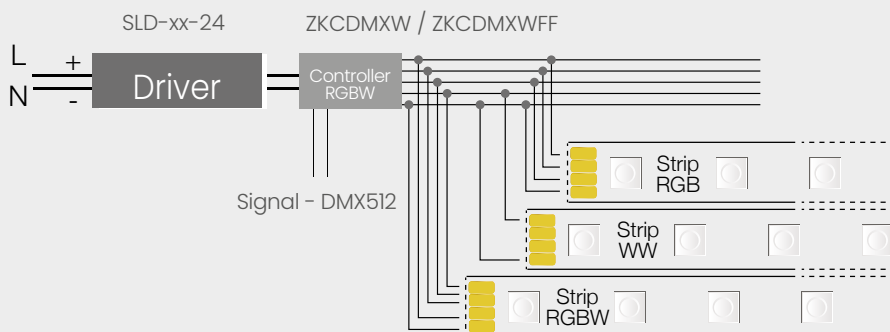 SLD-xx-24
ZKCDMXW / ZKCDMXWFF
L
+
N
-
Driver
Controller
RGBW
Signal - DMX512
Strip
RGB
Strip
WW
Strip
RGBW